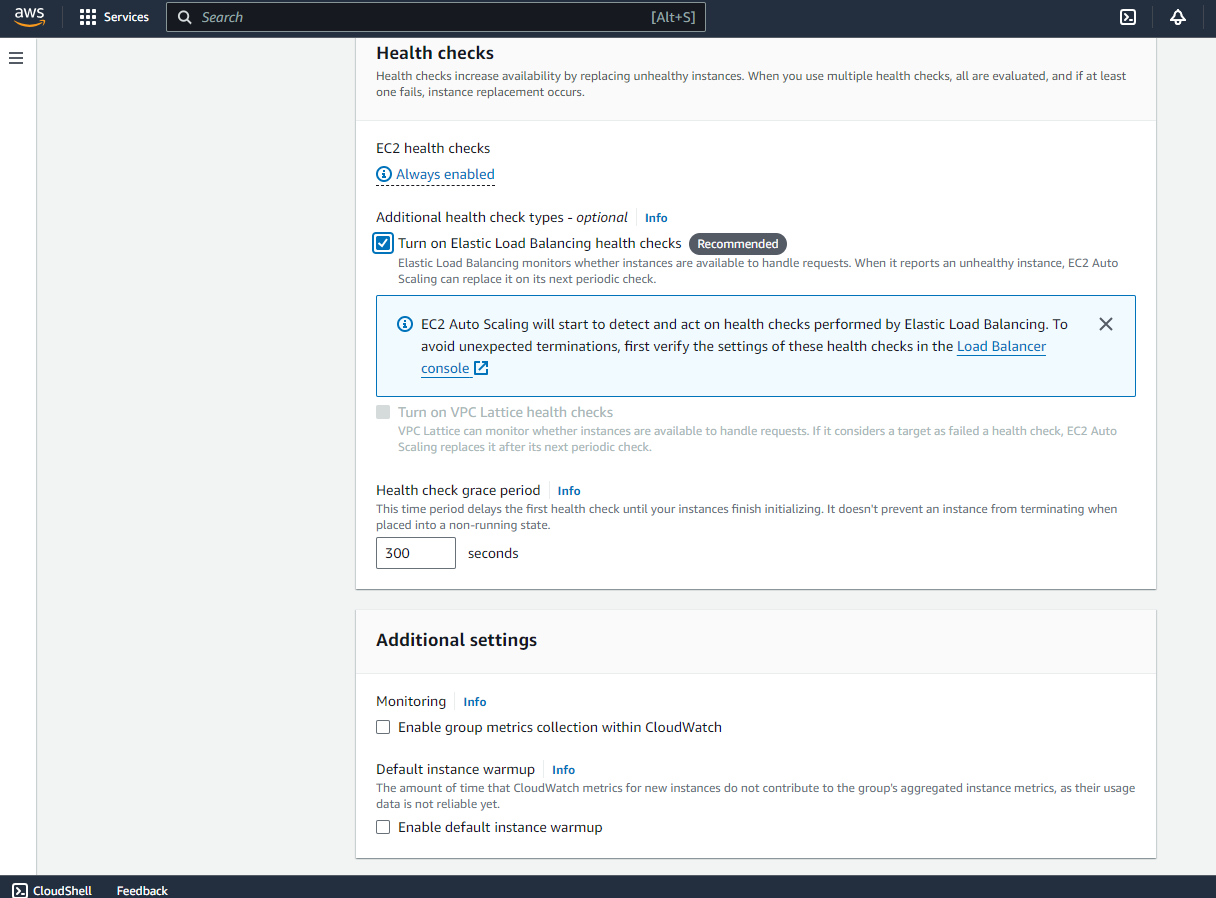 aws
Services
Search
[Alt+S]
Health checks
Health checks increase availability by replacing unhealthy instances. When you use multiple health checks, all are evaluated, and if at least
one fails, instance replacement occurs.
EC2 health checks
Always enabled
Additional health check types - optional
Info
Turn on Elastic Load Balancing health checks
Recommended
Elastic Load Balancing monitors whether instances are available to handle requests. When it reports an unhealthy instance, EC2 Auto
Scaling can replace it on its next periodic check.
EC2 Auto Scaling will start to detect and act on health checks performed by Elastic Load Balancing. To
avoid unexpected terminations, first verify the settings of these health checks in the Load Balancer
console
Turn on VPC Lattice health checks
VPC Lattice can monitor whether instances are available to handle requests. If it considers a target as failed a health check, EC2 Auto
Scaling replaces it after its next periodic check.
Health check grace period
Info
This time period delays the first health check until your instances finish initializing. It doesn't prevent an instance from terminating when
placed into a non-running state.
300
seconds
Additional settings
Monitoring
Info
Enable group metrics collection within CloudWatch
Default instance warmup
Info
The amount of time that CloudWatch metrics for new instances do not contribute to the group's aggregated instance metrics, as their usage
data is not reliable yet.
Enable default instance warmup
CloudShell
Feedback